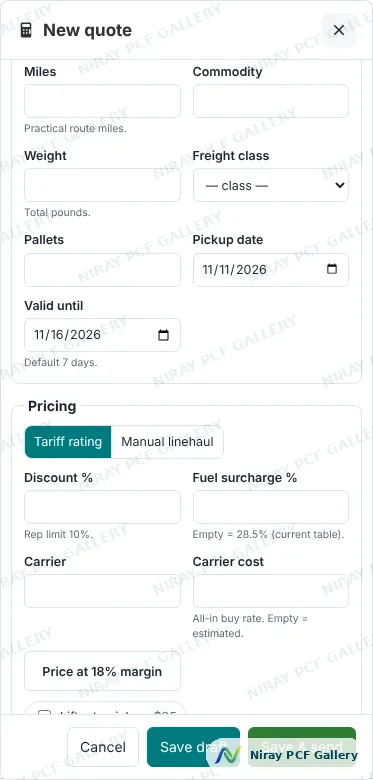 New quote
Miles
Commodity
Practical route miles.
Weight
Freight class
— class —
Total pounds.
Pallets
Pickup date
11/11/2026
Valid until
11/16/2026
Default 7 days.
Pricing
Tariff rating
Manual linehaul
Discount %
Fuel surcharge %
Rep limit 10%.
Empty = 28.5% (current table).
Carrier
Carrier cost
All-in buy rate. Empty =
estimated.
Price at 18% margin
Cancel
Save draft
Save & send
Niray PCF Gallery
NIRAY PCF GALLERY